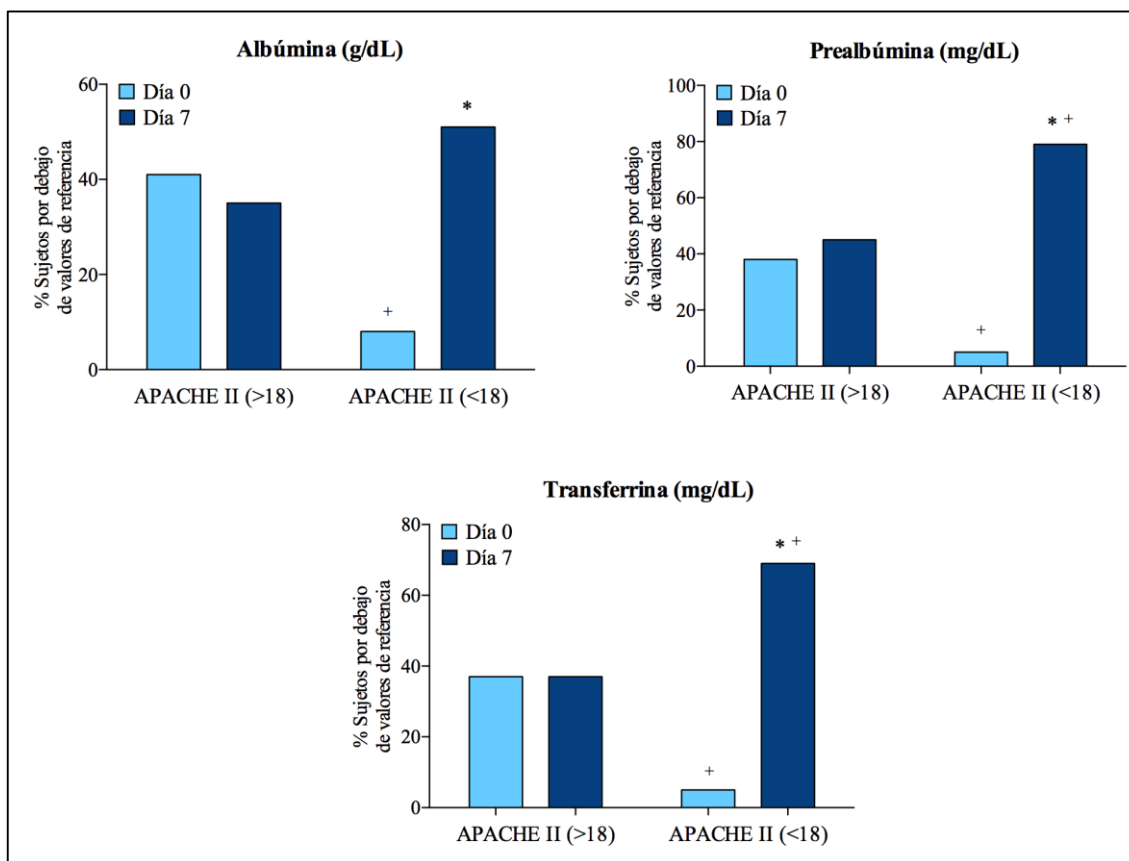 Albúmina (g/dL)
% Sujetos por debajo
de valores de referencia
60
40
20
0
Día 0
Día 7
+
*
APACHE II (>18)
APACHE II (<18)
Prealbúmina (mg/dL)
% Sujetos por debajo
de valores de referencia
100
80
60
40
20
0
Día 0
Día 7
+
* +
APACHE II (>18)
APACHE II (<18)
Transferrina (mg/dL)
% Sujetos por debajo
de valores de referencia
80
60
40
20
0
Día 0
Día 7
+
* +
APACHE II (>18)
APACHE II (<18)